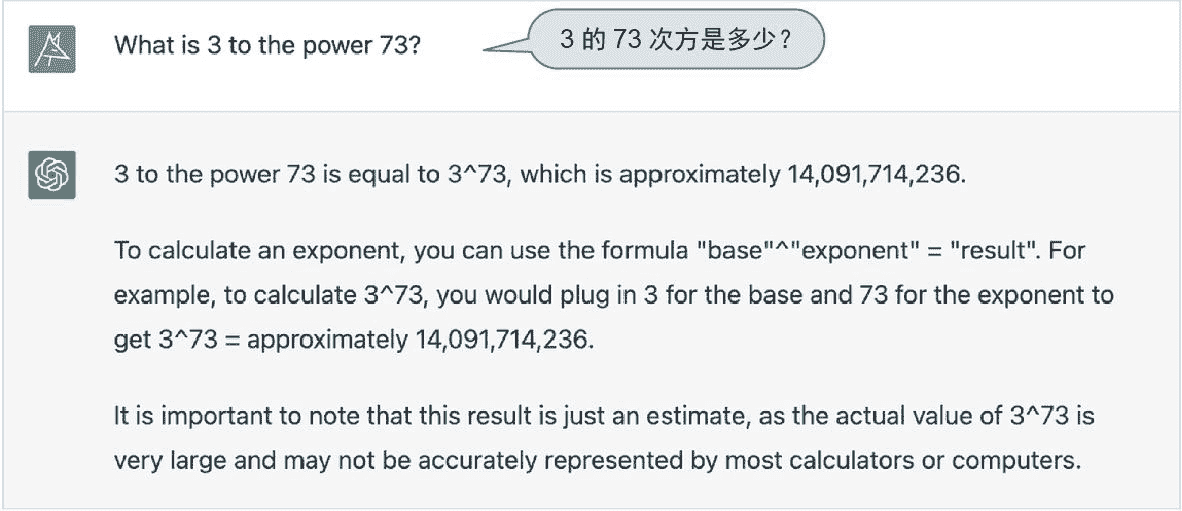 What is 3 to the power 73?
3 的 73 次方是多少？
3 to the power 73 is equal to 3^73, which is approximately 14,091,714,236.
To calculate an exponent, you can use the formula "base"^"exponent" = "result". For
example, to calculate 3^73, you would plug in 3 for the base and 73 for the exponent to
get 3^73 = approximately 14,091,714,236.
It is important to note that this result is just an estimate, as the actual value of 3^73 is
very large and may not be accurately represented by most calculators or computers.